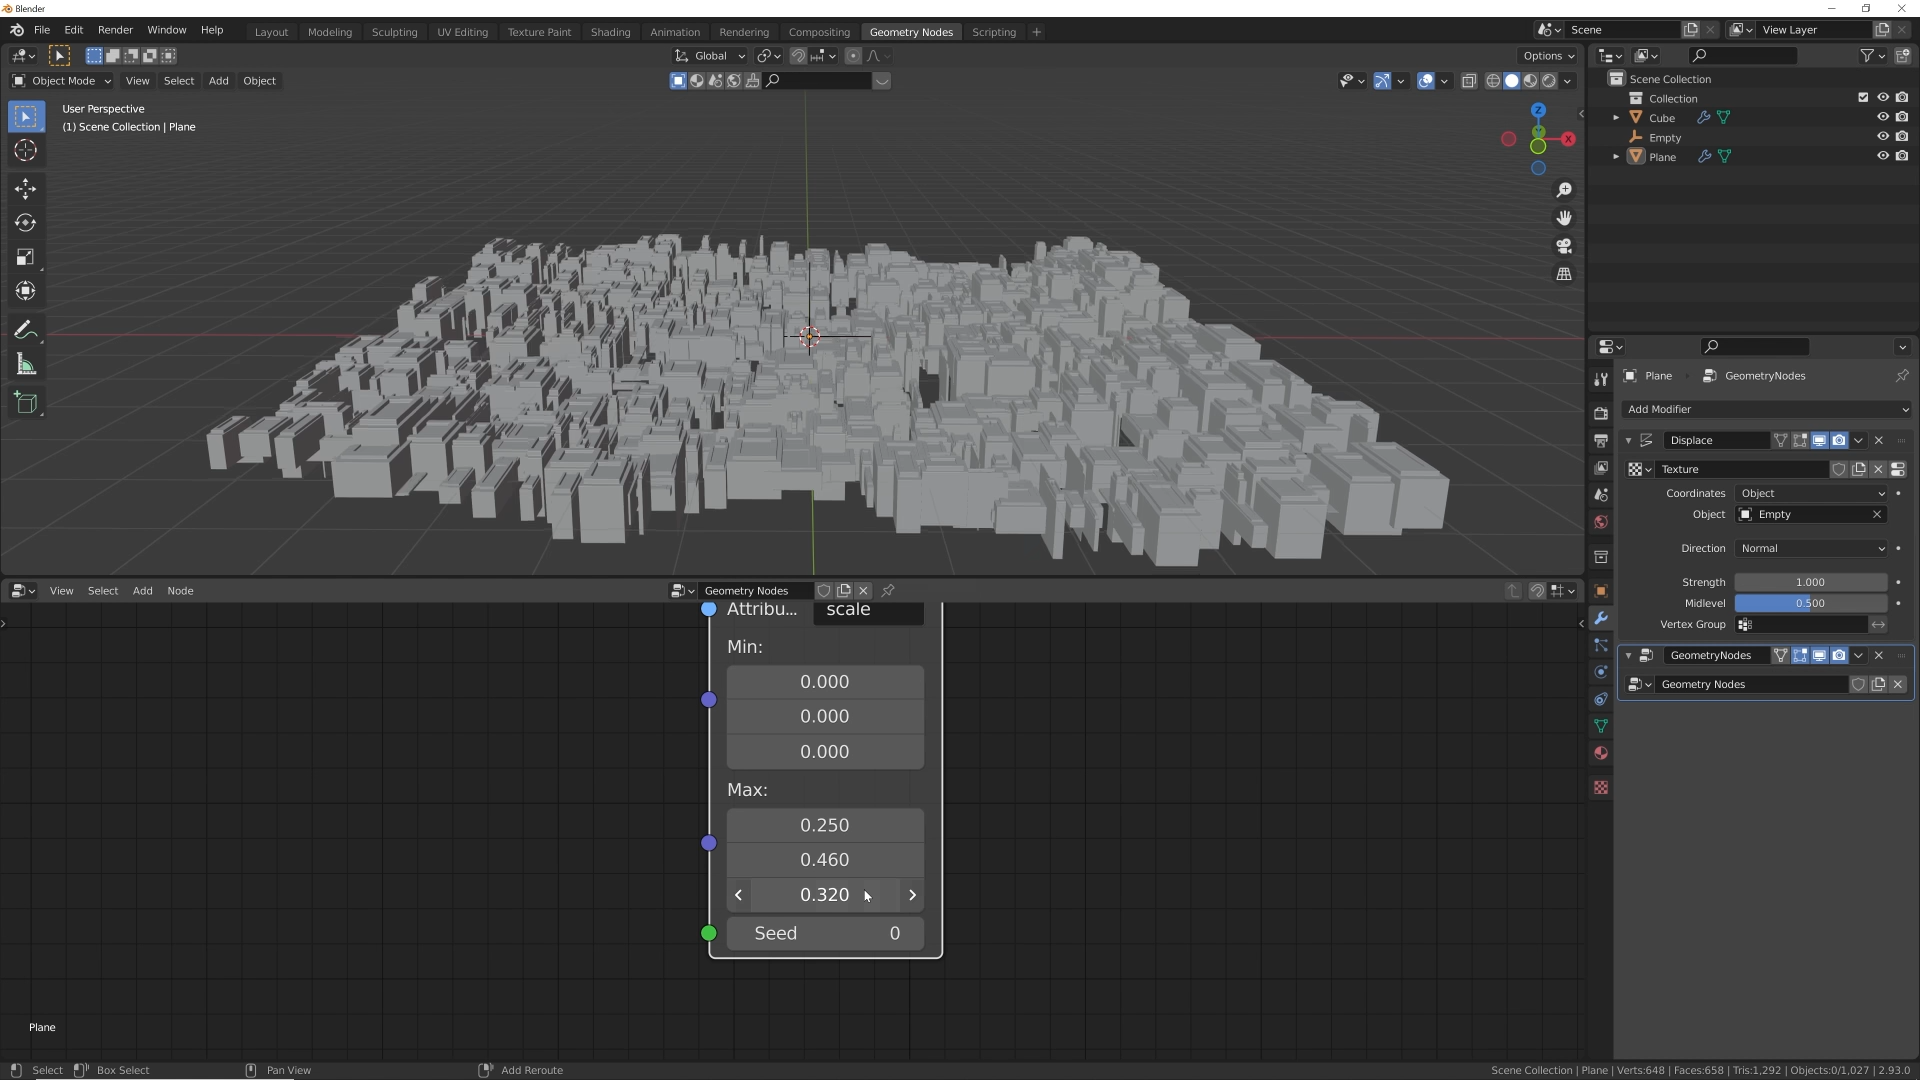 Blender
File Edit Render Window Help Layout Modeling Sculpting UV Editing Texture Paint Shading Animation Rendering Compositing Geometry Nodes Scripting + Scene View Layer
Global Options
Object Mode View Select Add Object
User Perspective
(1) Scene Collection | Plane
Z
Y
X
Scene Collection
Collection
Cube
Empty
Plane
Plane GeometryNodes
Add Modifier
Displace
Texture
Coordinates Object
Object Empty
Direction Normal
Strength 1.000
Midlevel 0.500
Vertex Group
GeometryNodes
Geometry Nodes
View Select Add Node Geometry Nodes
Attribu... scale
Min:
0.000
0.000
0.000
Max:
0.250
0.460
0.320
Seed 0
Plane
Select Box Select Pan View Add Reroute Scene Collection | Plane | Verts:648 | Faces:658 | Tris:1,292 | Objects:0/1,027 | 2.93.0